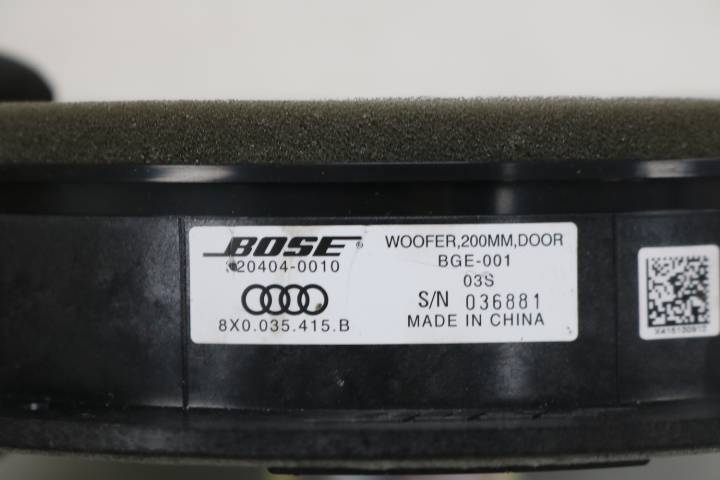 BOSE®
WOOFER,200MM,DOOR
320404-0010
BGE-001
03S
S/N 036881
8X0.035.415.B
MADE IN CHINA